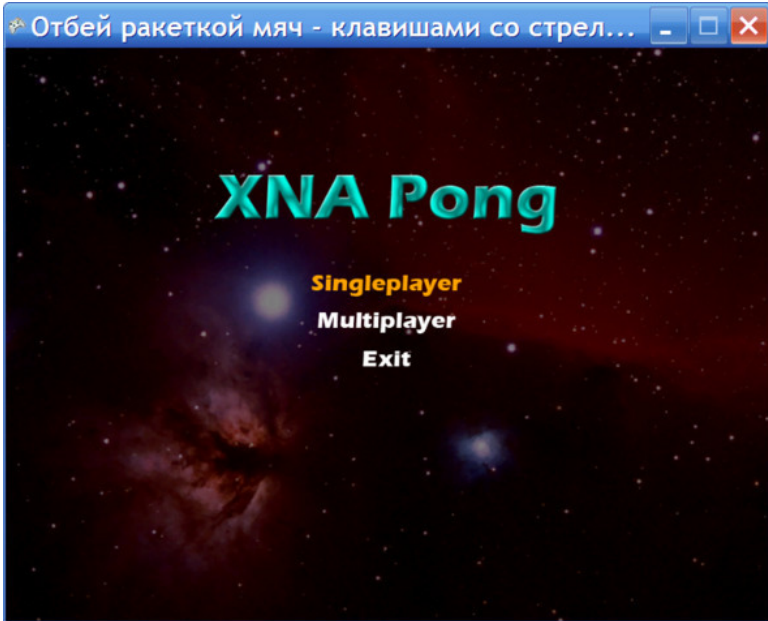 Отбей ракеткой мяч - клавишами со стрел...
XNA Pong
Singleplayer
Multiplayer
Exit